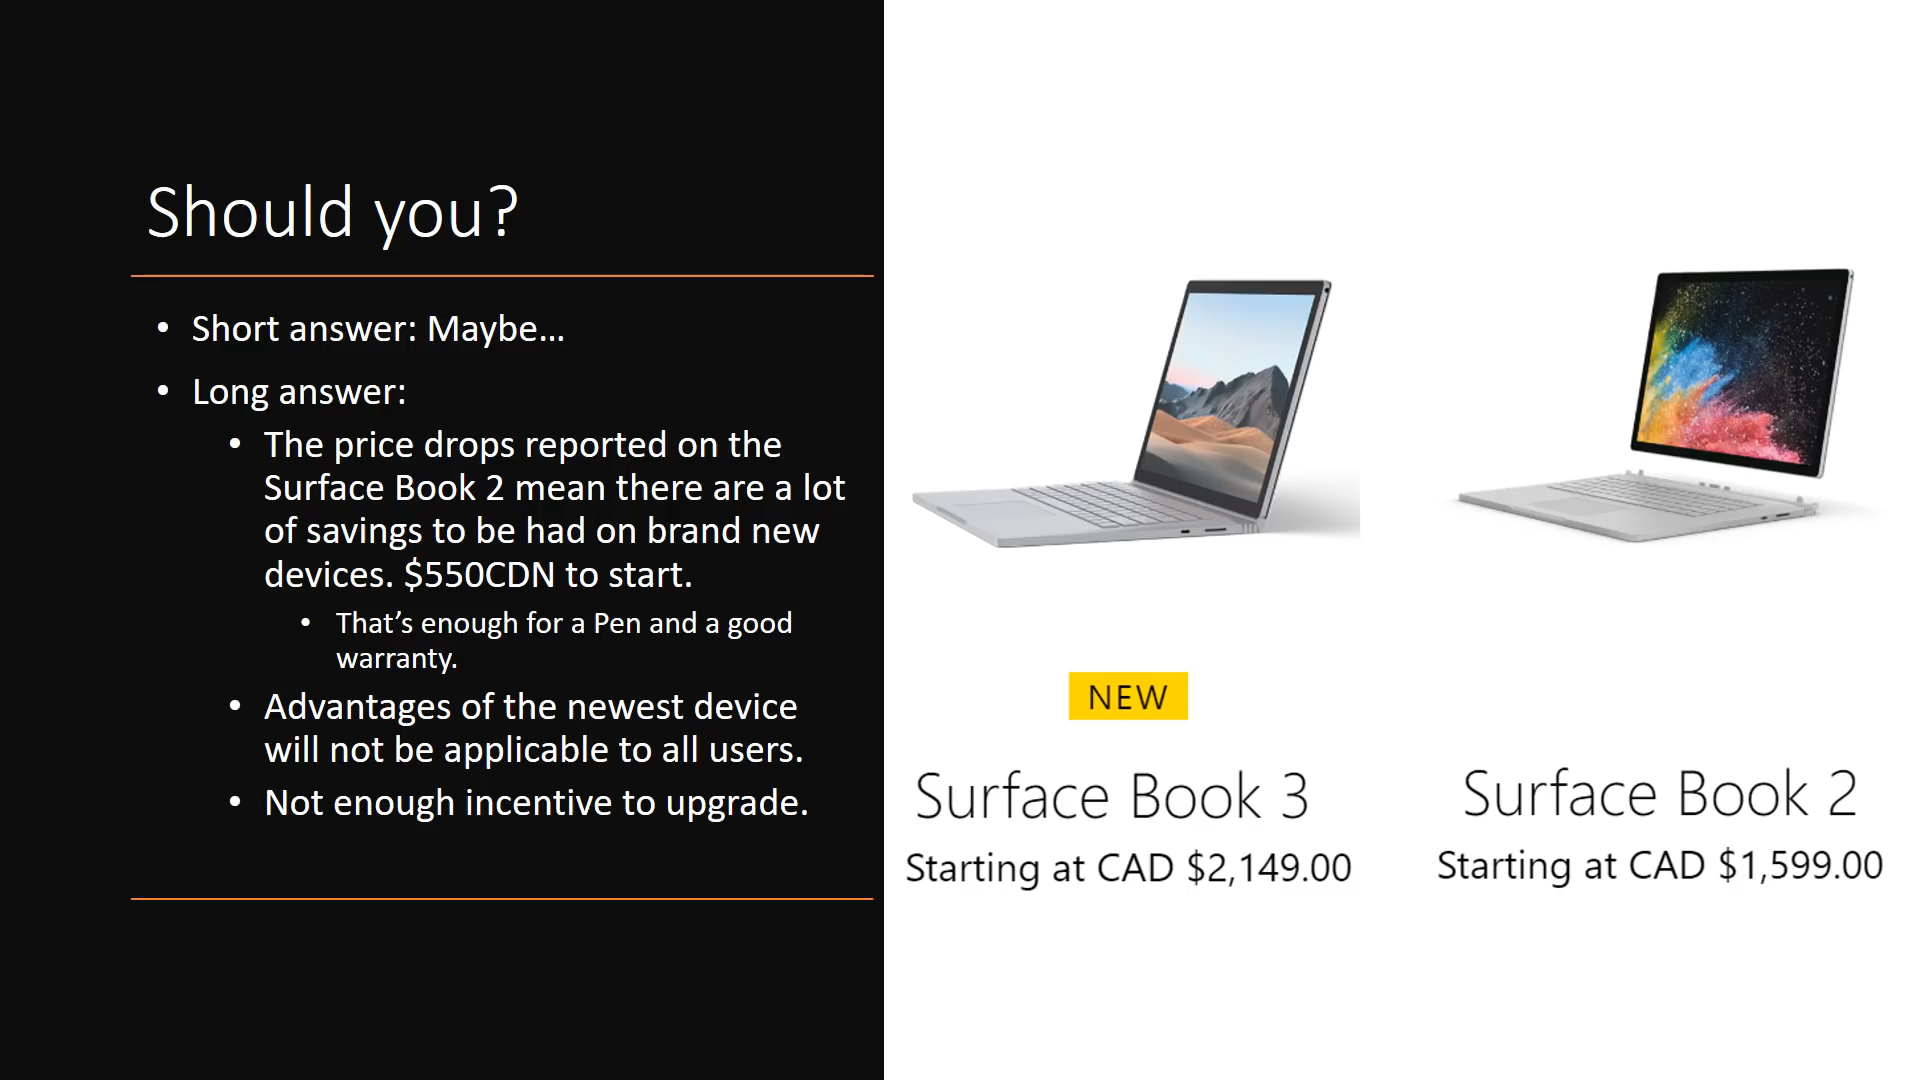 Should you?
• Short answer: Maybe…
• Long answer:
• The price drops reported on the
Surface Book 2 mean there are a lot
of savings to be had on brand new
devices. $550CDN to start.
• That’s enough for a Pen and a good
warranty.
• Advantages of the newest device
will not be applicable to all users.
• Not enough incentive to upgrade.
NEW
Surface Book 3
Starting at CAD $2,149.00
Surface Book 2
Starting at CAD $1,599.00